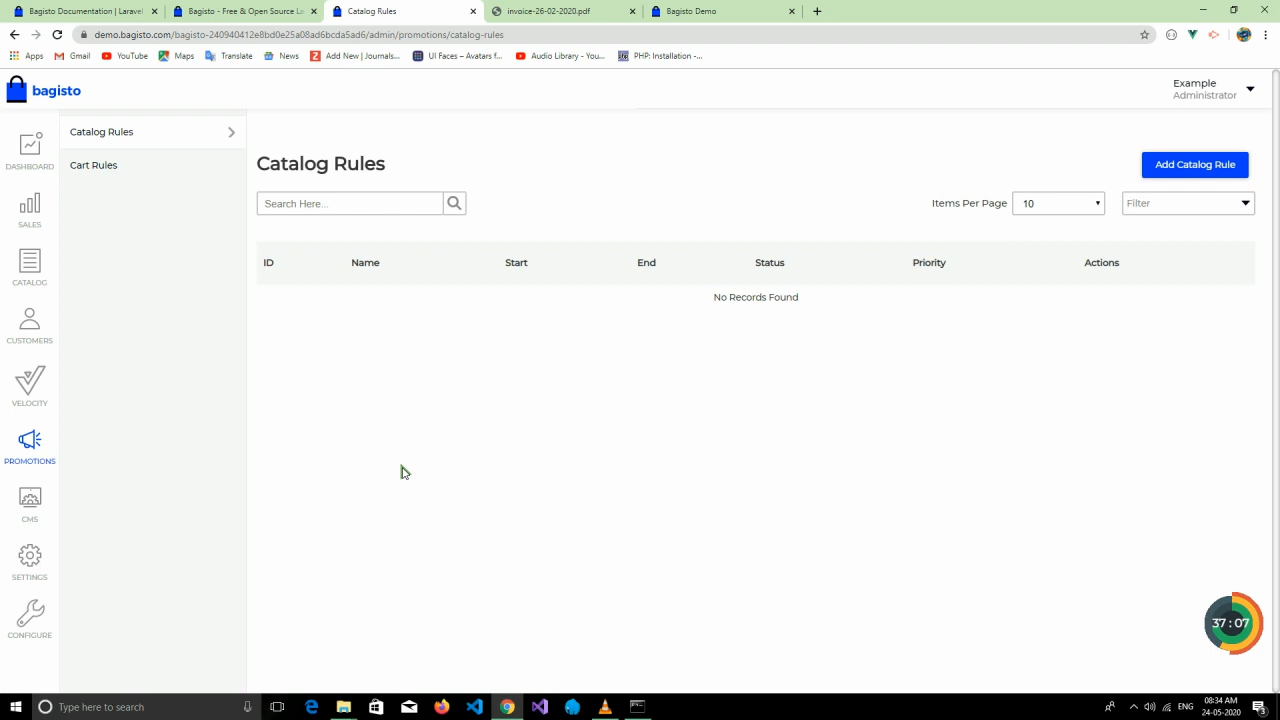 Bagisto Documentation | Laravel
Bagisto - Free & Open Source L
Catalog Rules
invoice-26-02-2020.pdf
Bagisto Demo
demo.bagisto.com/bagisto-240940412e8bd0e25a08ad6bcda5ad6/admin/promotions/catalog-rules
Apps
Gmail
YouTube
Maps
Translate
News
Add New | Journals...
UI Faces – Avatars f...
Audio Library - You...
PHP: Installation -...
bagisto
Example
Administrator
DASHBOARD
SALES
CATALOG
CUSTOMERS
VELOCITY
PROMOTIONS
CMS
SETTINGS
CONFIGURE
Catalog Rules
Cart Rules
Catalog Rules
Add Catalog Rule
Search Here...
Items Per Page
10
Filter
ID Name Start End Status Priority Actions
No Records Found
37 : 07
Type here to search
ENG
08:34 AM
24-05-2020
3